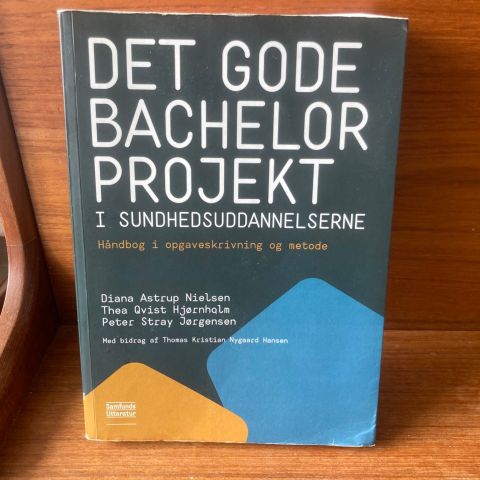 DET GODE
BACHELOR
PROJEKT
I SUNDHEDSUDDANNELSERNE
Håndbog i opgaveskrivning og metode
Diana Astrup Nielsen
Thea Qvist Hjørnholm
Peter Stray Jørgensen
Med bidrag af Thomas Kristian Nygaard Hansen
Samfunds
litteratur